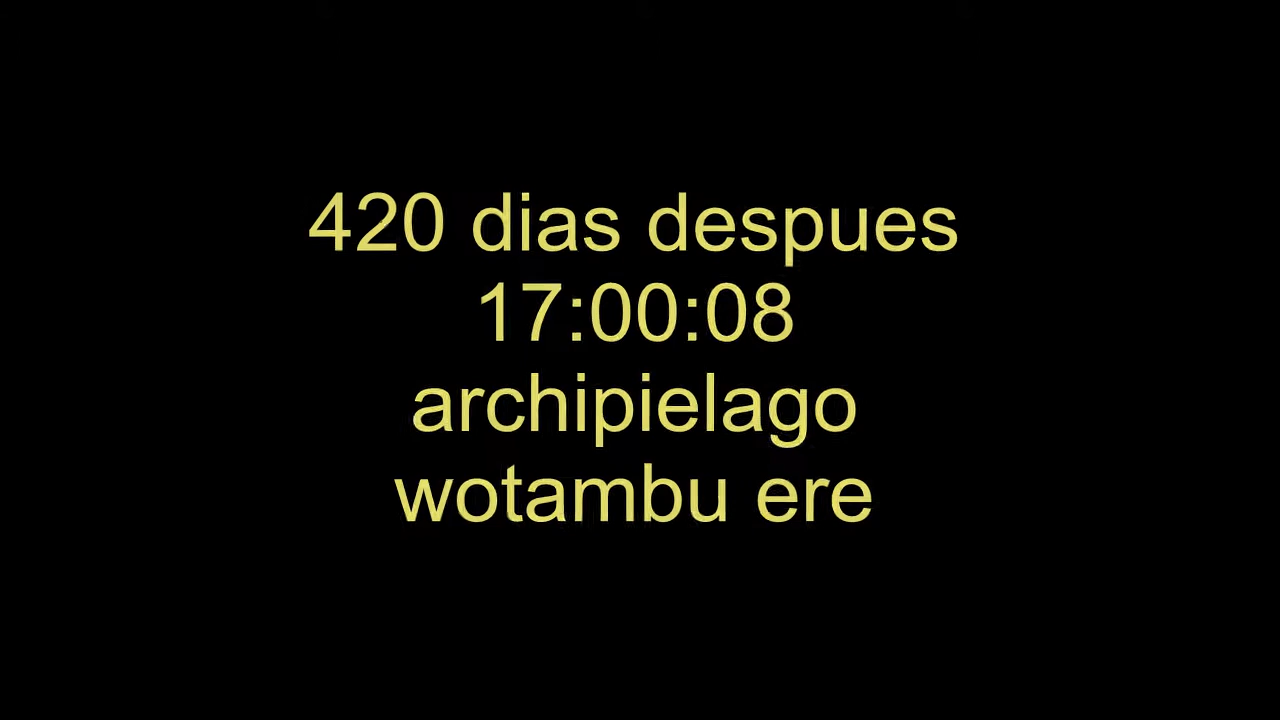 420 dias despues
17:00:08
archipielago
wotambu ere